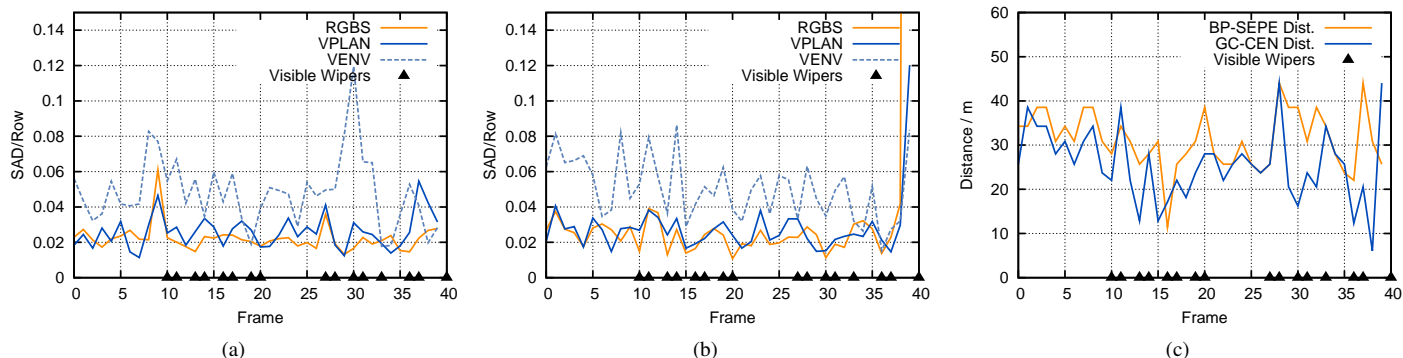 RGBS
VPLAN
VENV
Visible Wipers
0.14
0.12
0.1
0.08
0.06
0.04
0.02
0
SAD/Row
0 5 10 15 20 25 30 35 40
Frame
(a)
RGBS
VPLAN
VENV
Visible Wipers
0.14
0.12
0.1
0.08
0.06
0.04
0.02
0
SAD/Row
0 5 10 15 20 25 30 35 40
Frame
(b)
BP-SEPE Dist.
GC-CEN Dist.
Visible Wipers
60
50
40
30
20
10
0
Distance / m
0 5 10 15 20 25 30 35 40
Frame
(c)